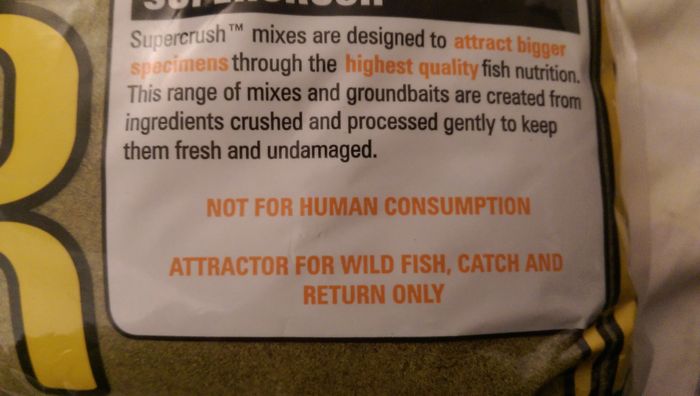 SUPERCRUSH
Supercrush™ mixes are designed to attract bigger
specimens through the highest quality fish nutrition.
This range of mixes and groundbaits are created from
ingredients crushed and processed gently to keep
them fresh and undamaged.
NOT FOR HUMAN CONSUMPTION
ATTRACTOR FOR WILD FISH, CATCH AND
RETURN ONLY